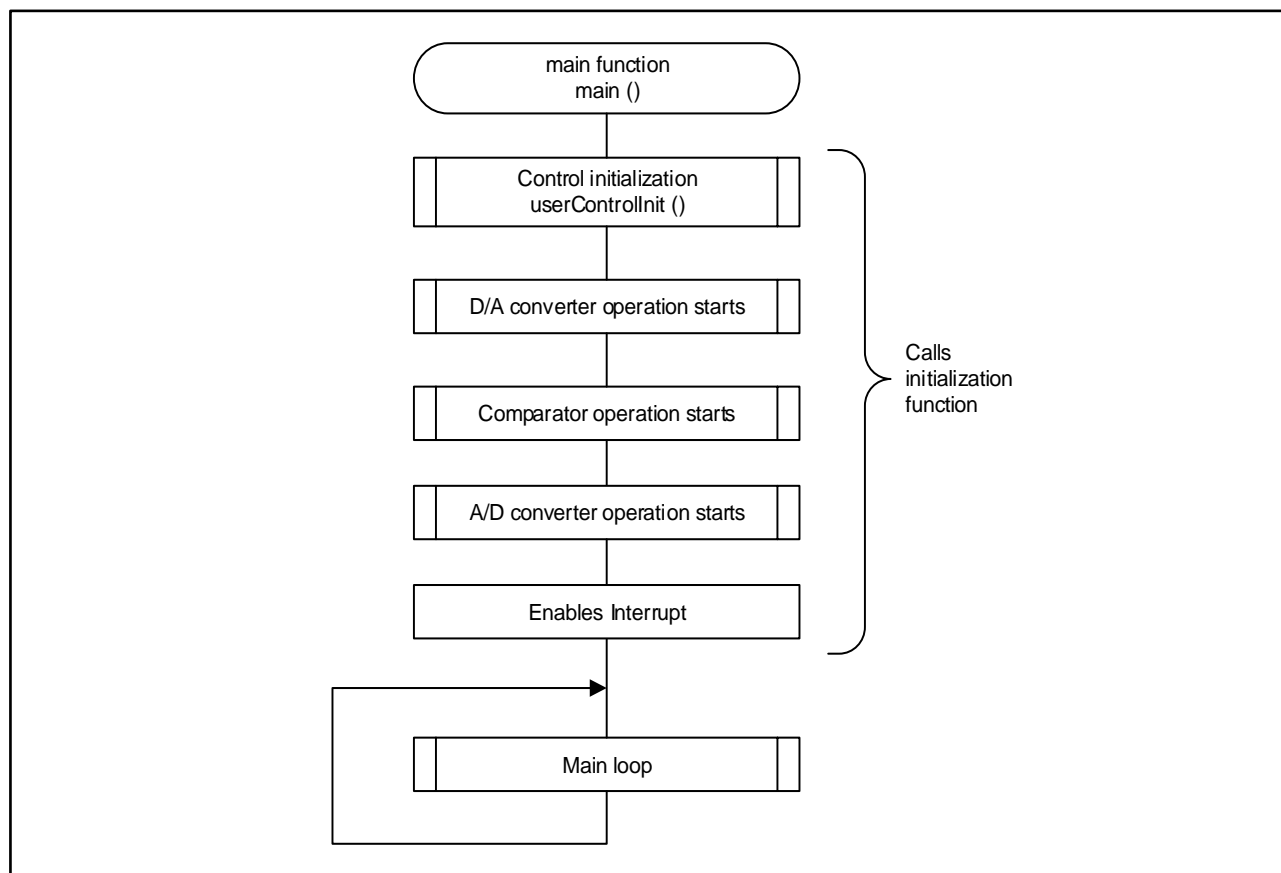 main function
main ()
Control initialization
userControlInit ()
D/A converter operation starts
Comparator operation starts
A/D converter operation starts
Enables Interrupt
Main loop
Calls
initialization
function